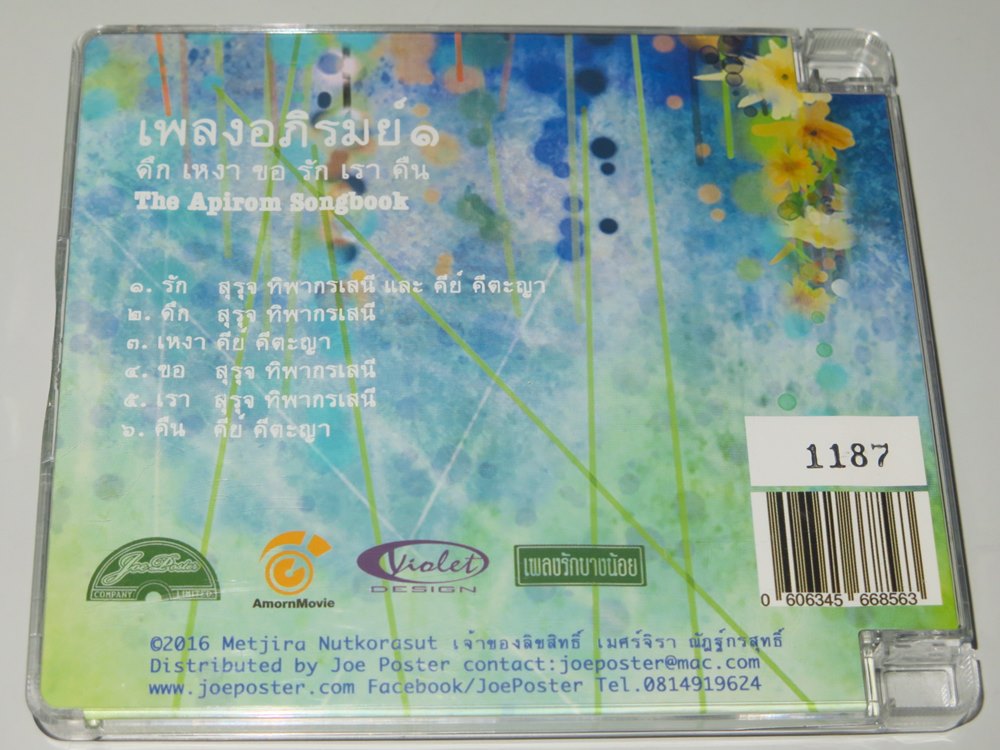 เพลงอภิรมย์๑
ดึก เหงา ขอ รัก เรา คืน
The Apirom Songbook
๑. รัก สุรุจ ทิพากรเสนี และ คีย์ คีตะญา
๒. ดึก สุรุจ ทิพากรเสนี
๓. เหงา คีย์ คีตะญา
๔. ขอ สุรุจ ทิพากรเสนี
๕. เรา สุรุจ ทิพากรเสนี
๖. คืน คีย์ คีตะญา
1187
0 606345 668563
Joe Poster
COMPANY LIMITED
AmornMovie
Violet
DESIGN
เพลงรักบางน้อย
©2016 Metjira Nutkorasut เจ้าของลิขสิทธิ์ เมศร์จิรา ณัฏฐ์กรสุทธิ์
Distributed by Joe Poster contact:joeposter@mac.com
www.joeposter.com Facebook/JoePoster Tel.0814919624